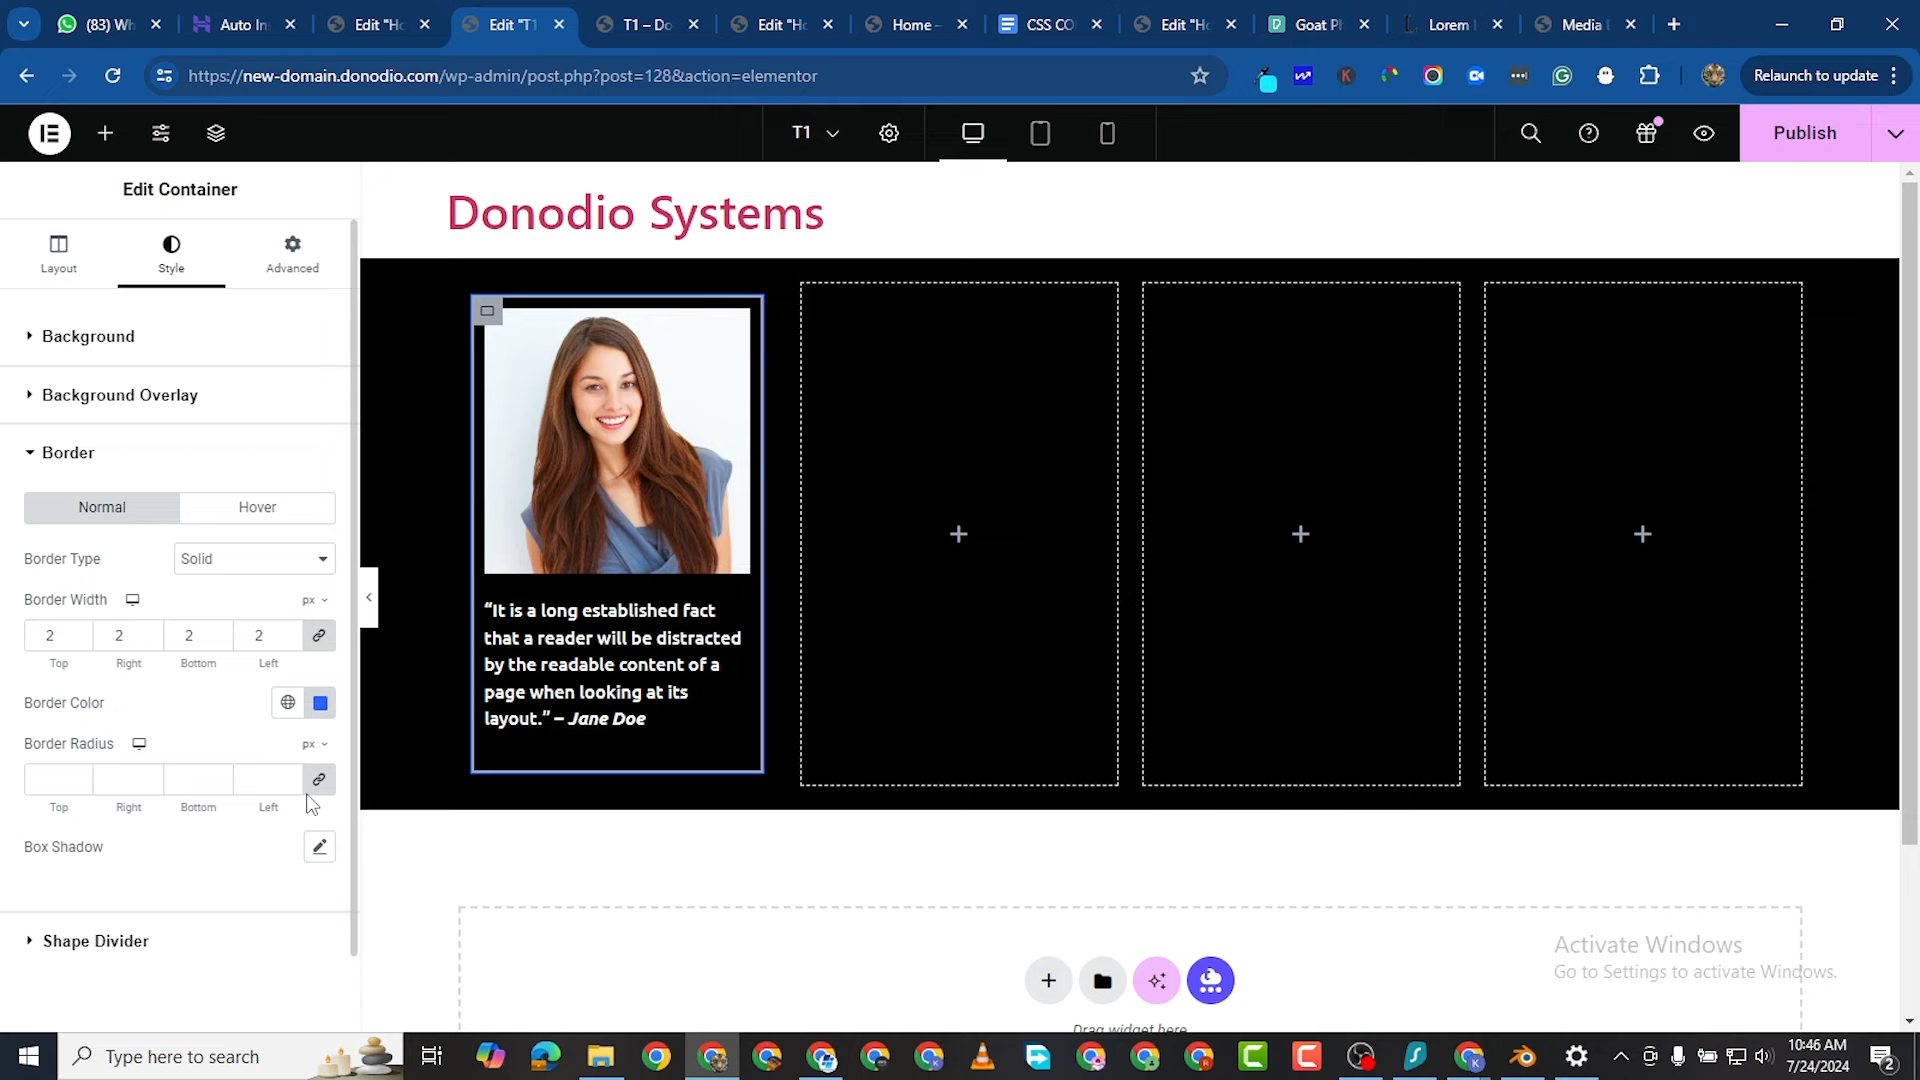 (83) Wh
Auto In
Edit "Ho
Edit "T1
T1 – Do
Edit "Ho
Home –
CSS CO
Edit "Ho
Goat Ph
Lorem
Media
https://new-domain.donodio.com/wp-admin/post.php?post=128&action=elementor
Relaunch to update
T1
Publish
Edit Container
Layout
Style
Advanced
Background
Background Overlay
Border
Normal
Hover
Border Type
Solid
Border Width
px
2 2 2 2
Top Right Bottom Left
Border Color
Border Radius
px
Top Right Bottom Left
Box Shadow
Shape Divider
Donodio Systems
“It is a long established fact
that a reader will be distracted
by the readable content of a
page when looking at its
layout.” – Jane Doe
Drag widget here
Activate Windows
Go to Settings to activate Windows.
Type here to search
10:46 AM
7/24/2024
2